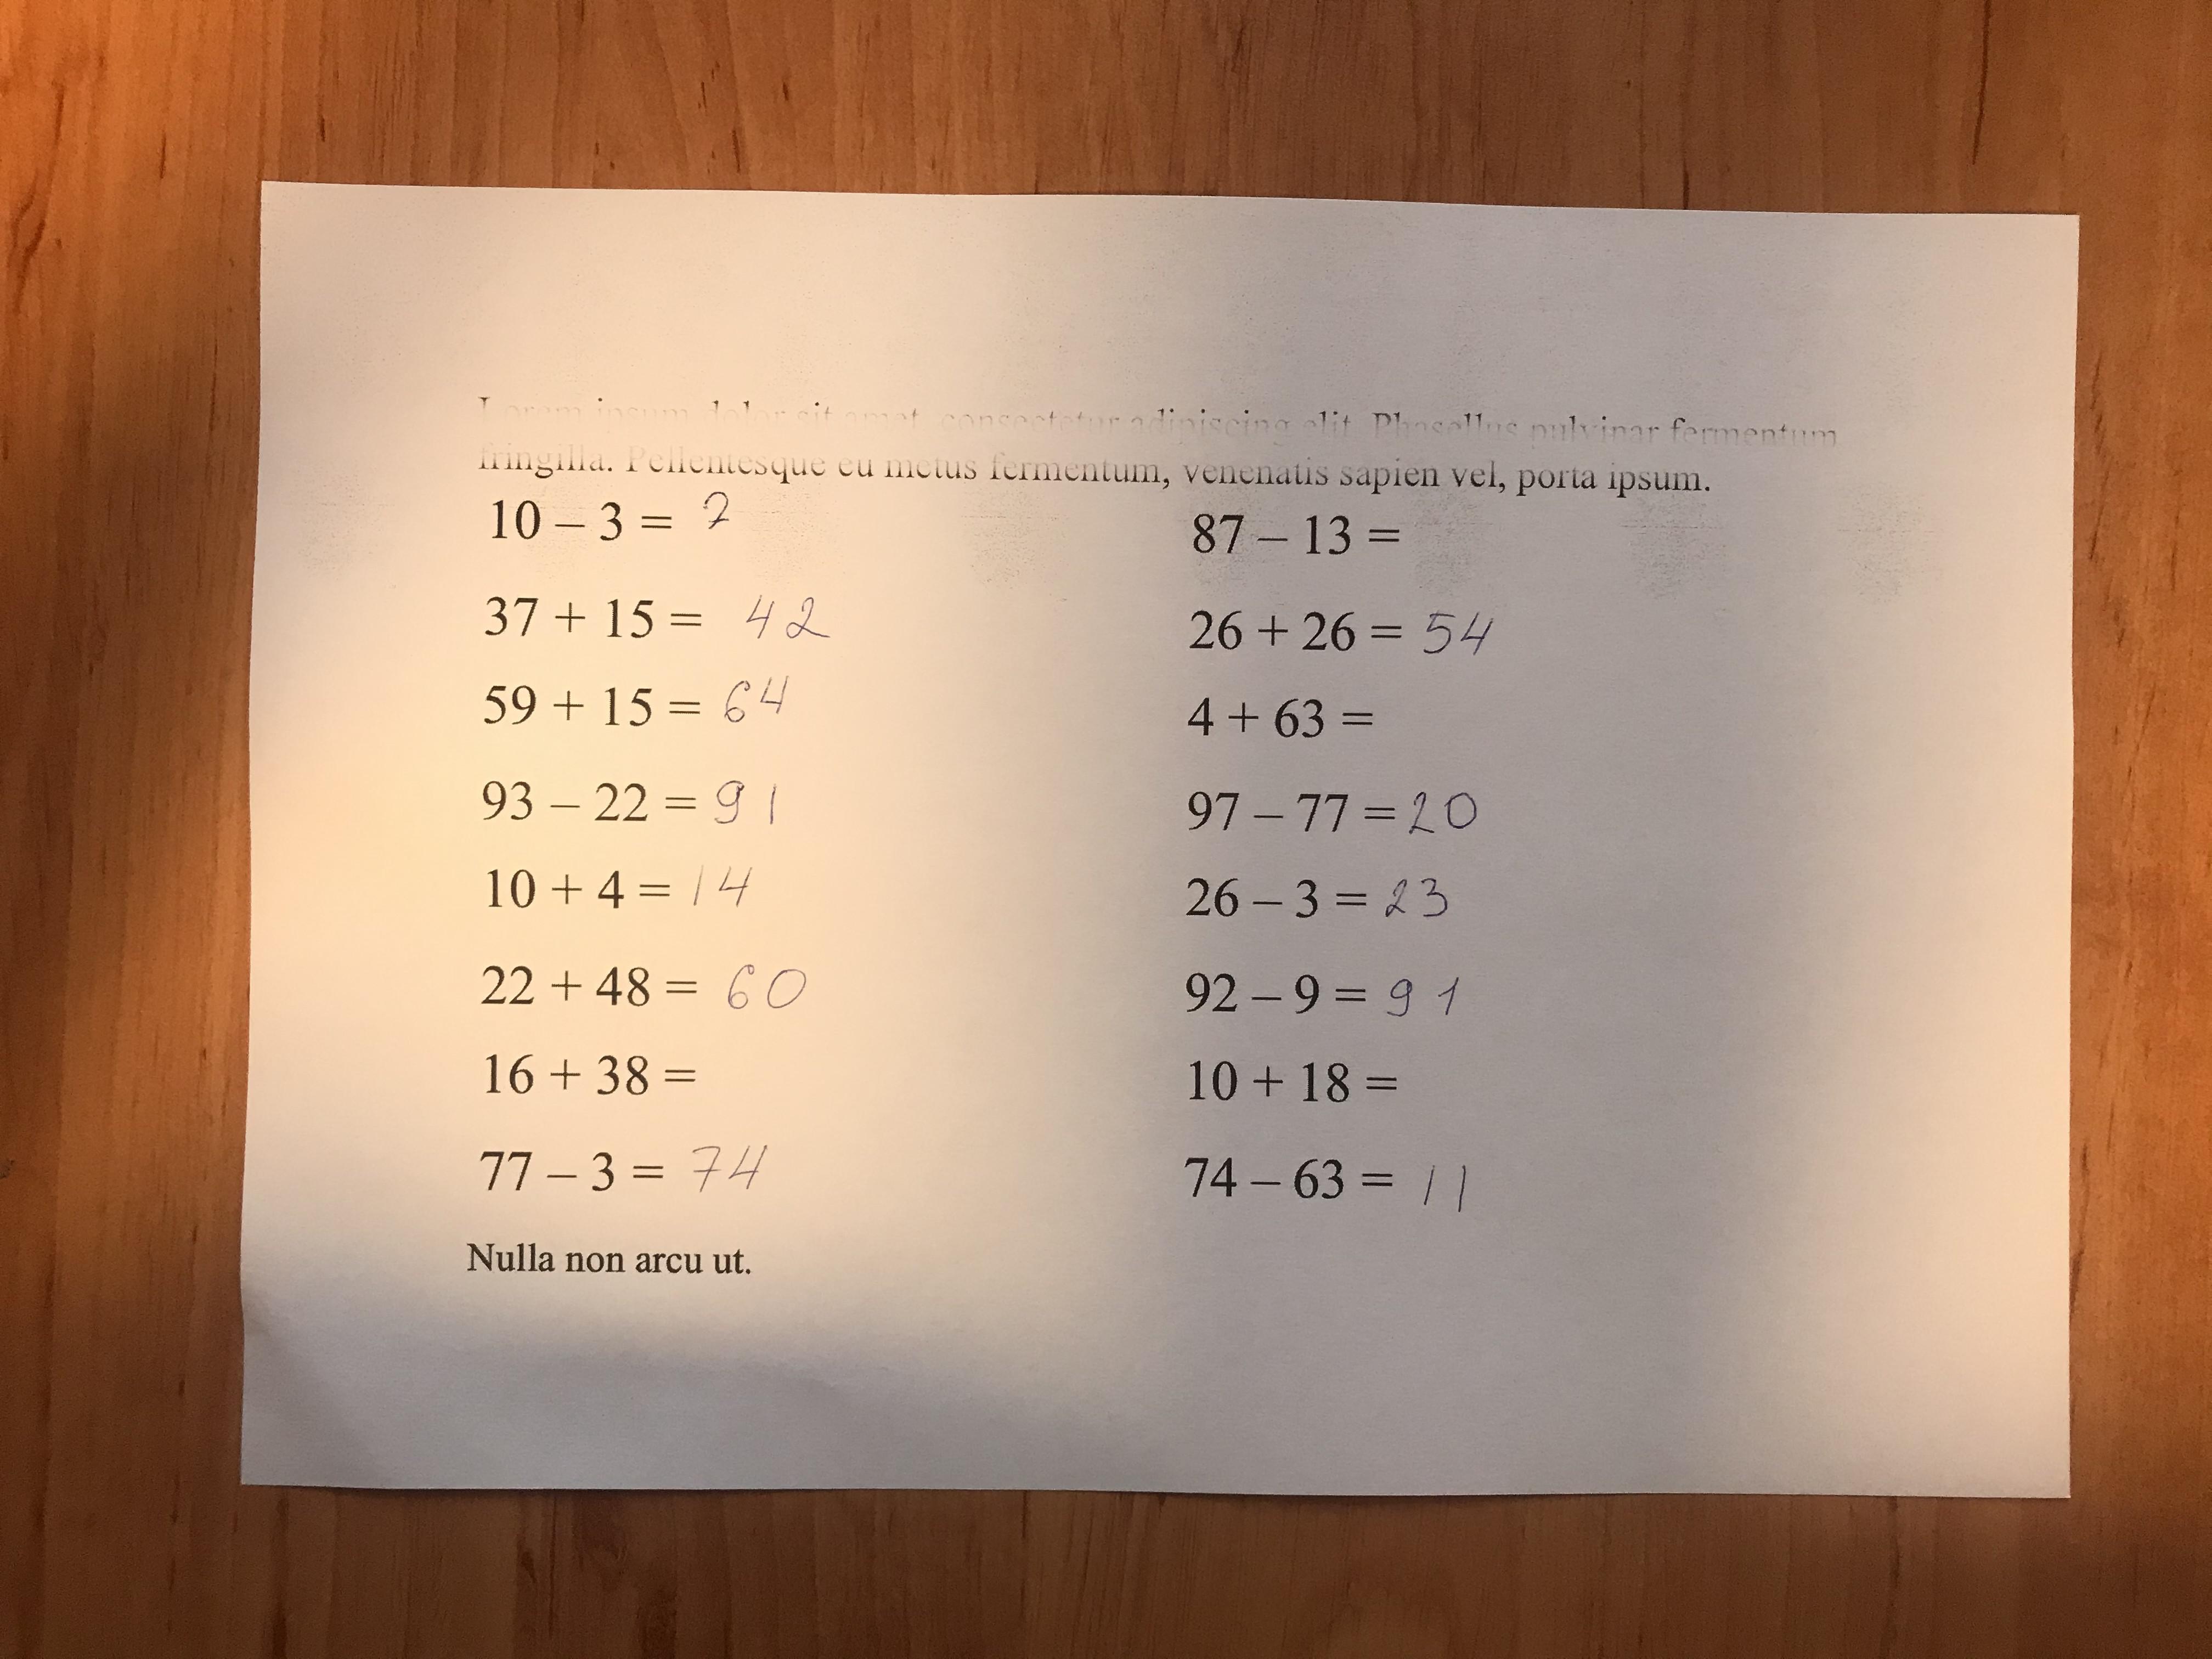 Lorem ipsum dolor sit amet, consectetur adipiscing elit. Phasellus pulvinar fermentum
fringilla. Pellentesque eu metus fermentum, venenatis sapien vel, porta ipsum.
10 – 3 = 7
37 + 15 = 42
59 + 15 = 64
93 – 22 = 91
10 + 4 = 14
22 + 48 = 60
16 + 38 =
77 – 3 = 74
87 – 13 =
26 + 26 = 54
4 + 63 =
97 – 77 = 20
26 – 3 = 23
92 – 9 = 91
10 + 18 =
74 – 63 = 11
Nulla non arcu ut.